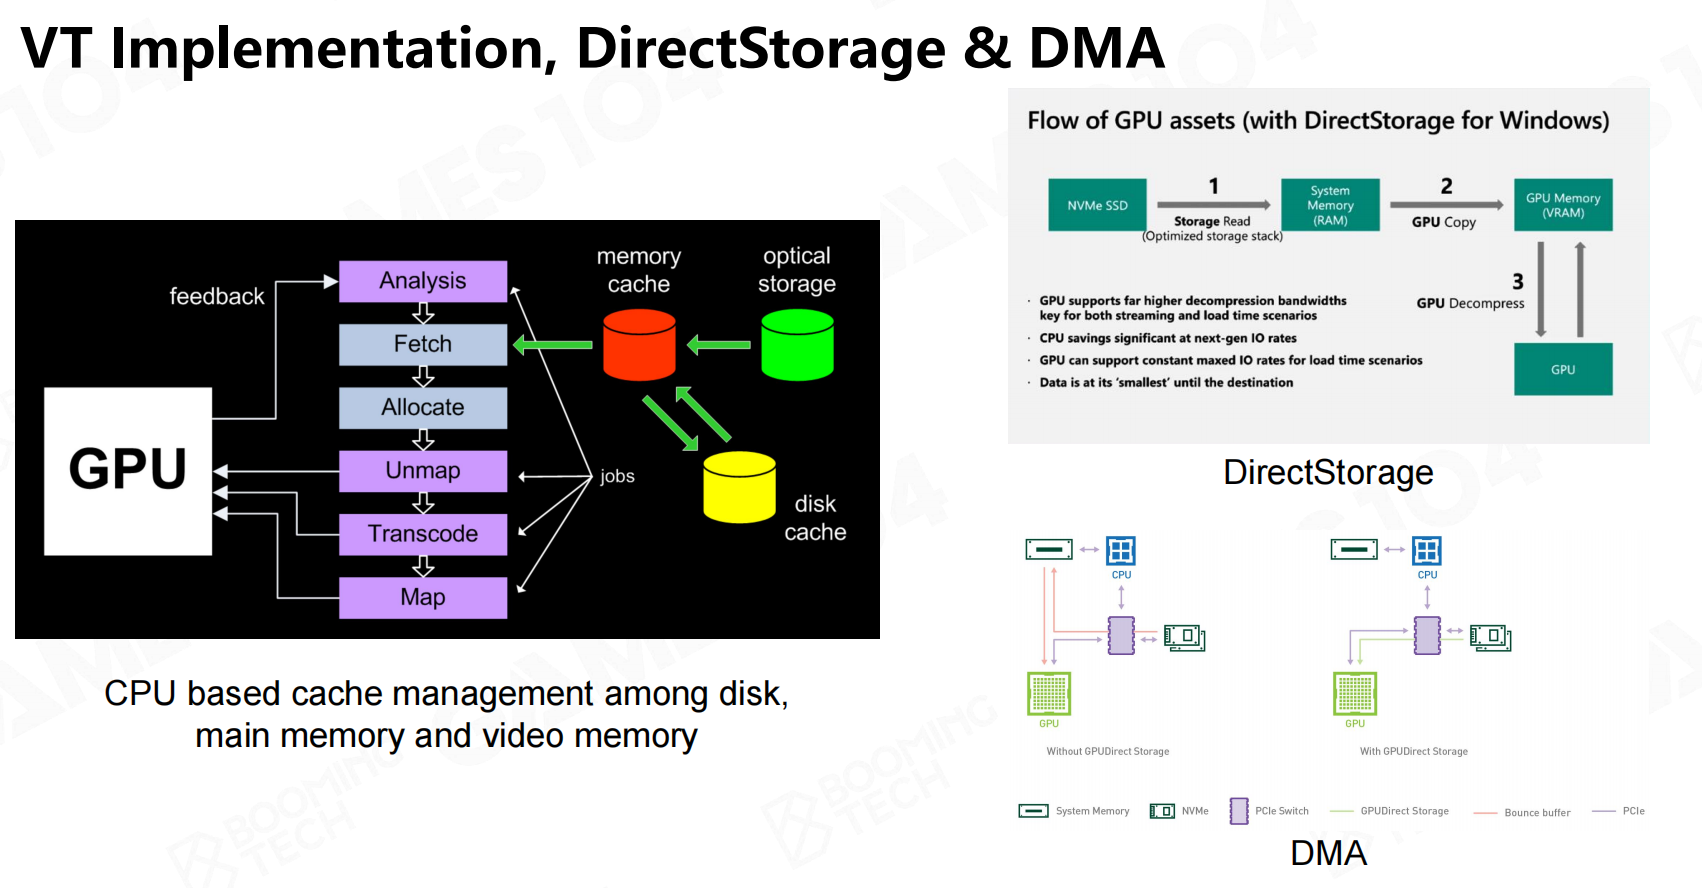 VT Implementation, DirectStorage & DMA
feedback
Analysis
Fetch
Allocate
Unmap
Transcode
Map
GPU
memory
cache
optical
storage
jobs
disk
cache
CPU based cache management among disk,
main memory and video memory
Flow of GPU assets (with DirectStorage for Windows)
NVMe SSD
1
Storage Read
(Optimized storage stack)
System
Memory
(RAM)
2
GPU Copy
GPU Memory
(VRAM)
3
GPU Decompress
GPU
· GPU supports far higher decompression bandwidths
key for both streaming and load time scenarios
· CPU savings significant at next-gen IO rates
· GPU can support constant maxed IO rates for load time scenarios
· Data is at its ‘smallest’ until the destination
DirectStorage
CPU
GPU
Without GPUDirect Storage
CPU
GPU
With GPUDirect Storage
System Memory
NVMe
PCIe Switch
GPUDirect Storage
Bounce buffer
PCIe
DMA
GAMES104
BOOMING
TECH